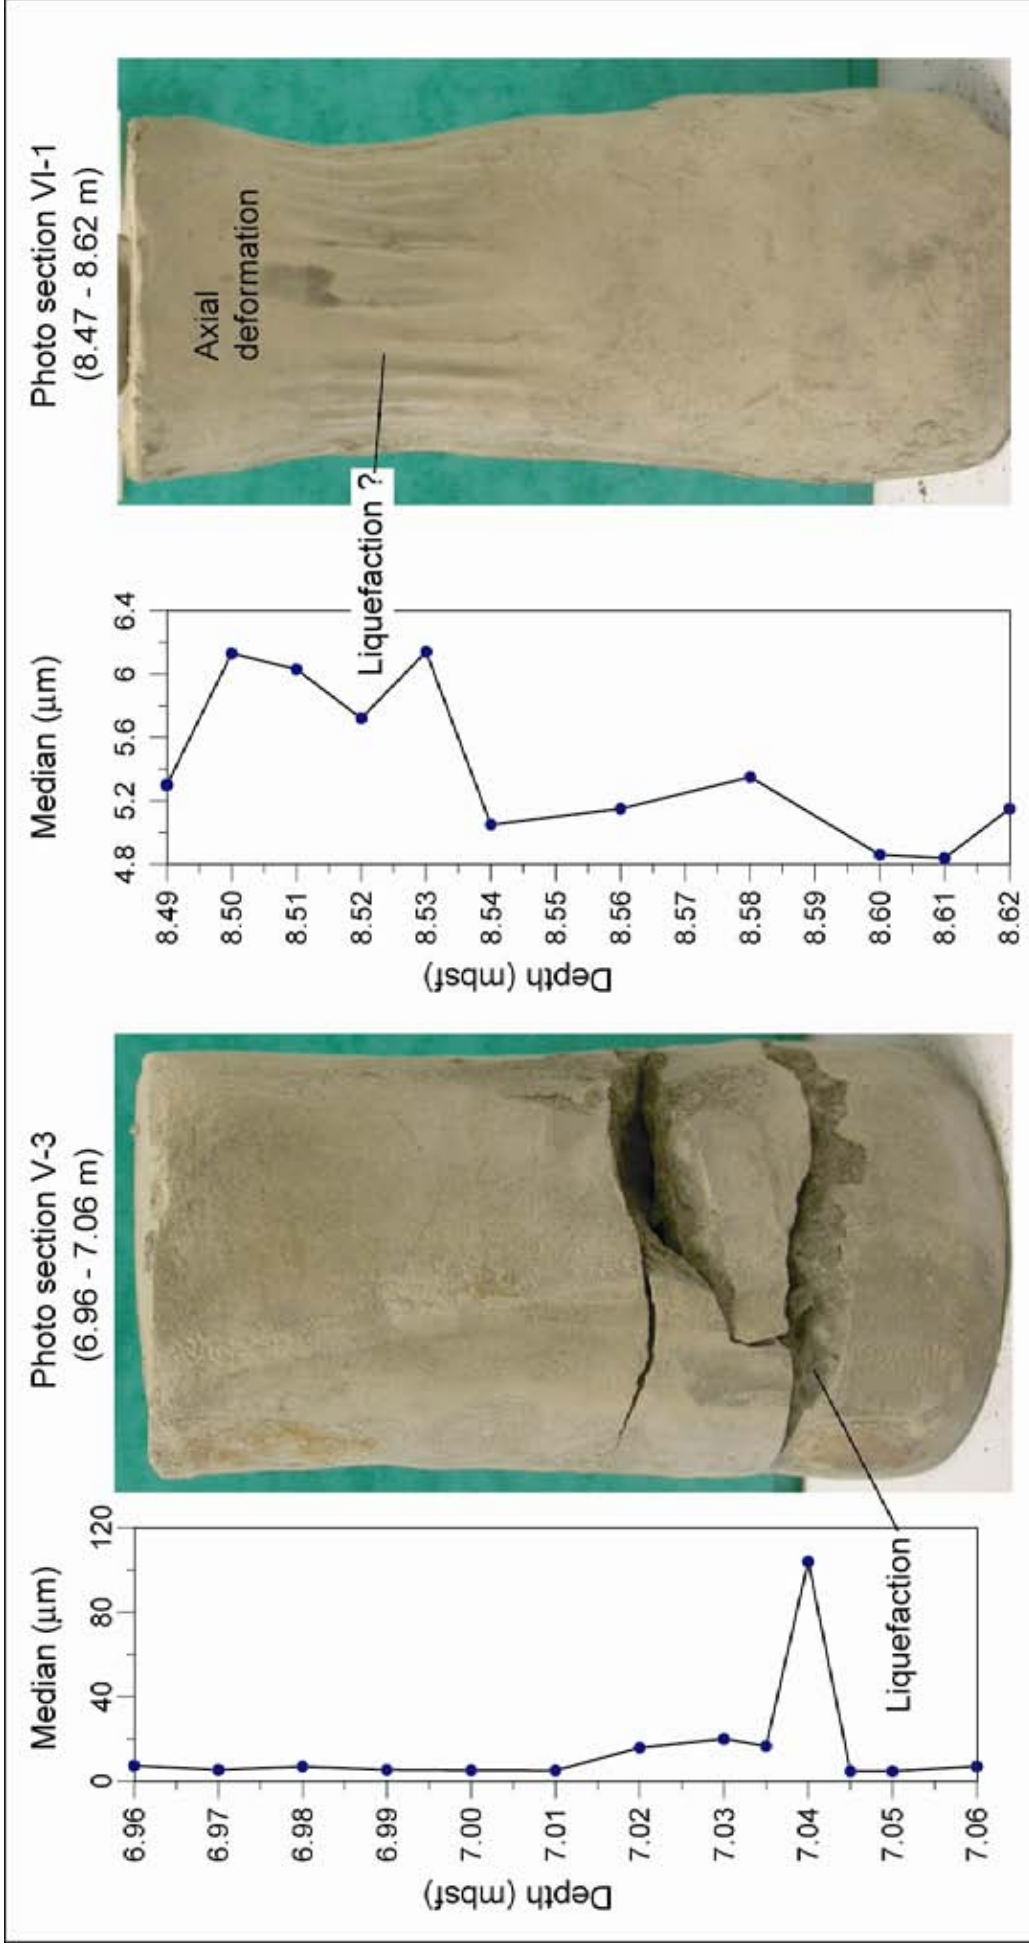 Photo section V-3
(6.96 - 7.06 m)
Median (μm)
0 40 80 120
Depth (mbsf)
6.96
6.97
6.98
6.99
7.00
7.01
7.02
7.03
7.04
7.05
7.06
Liquefaction
Photo section VI-1
(8.47 - 8.62 m)
Median (μm)
4.8 5.2 5.6 6 6.4
Depth (mbsf)
8.49
8.50
8.51
8.52
8.53
8.54
8.55
8.56
8.57
8.58
8.59
8.60
8.61
8.62
Liquefaction ?
Axial
deformation